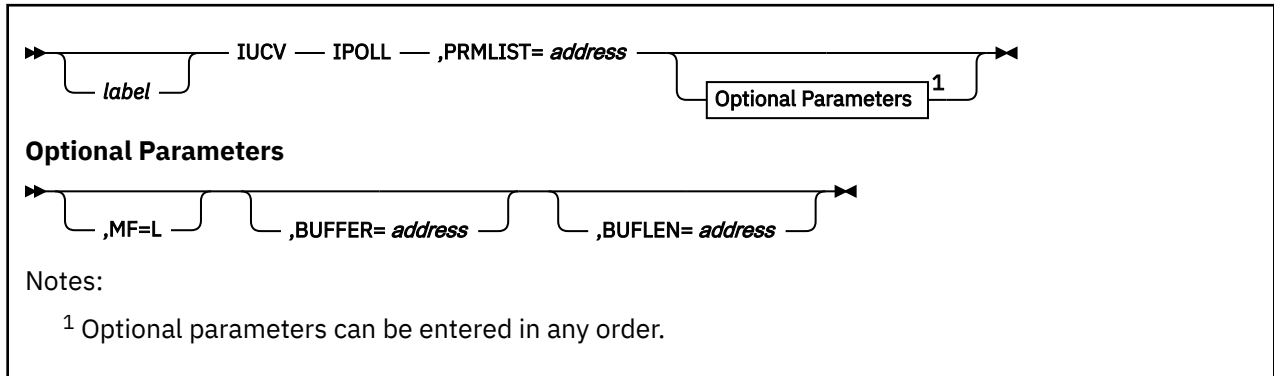 IUCV IPOLL ,PRMLIST= address
label
Optional Parameters 1
Optional Parameters
,MF=L ,BUFFER= address ,BUFLEN= address
Notes:
1 Optional parameters can be entered in any order.